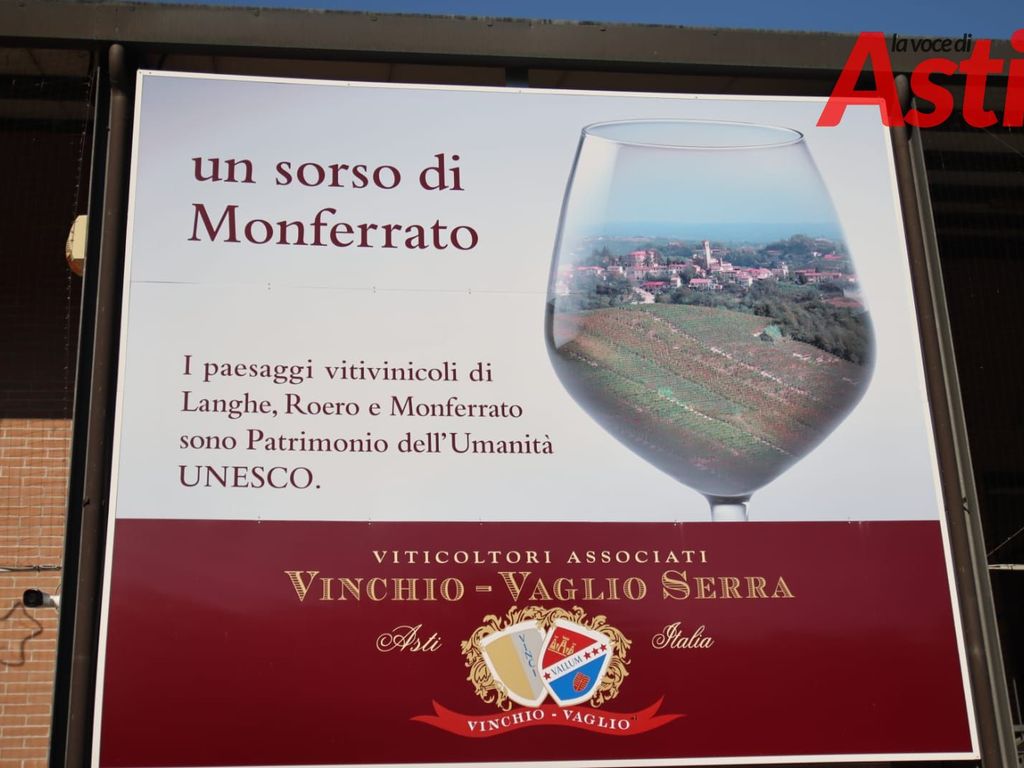 la voce di
Asti
un sorso di
Monferrato
I paesaggi vitivinicoli di
Langhe, Roero e Monferrato
sono Patrimonio dell'Umanità
UNESCO.
VITICOLTORI ASSOCIATI
VINCHIO - VAGLIO SERRA
Asti
Italia
VINCI
VALLUM
VINCHIO - VAGLIO